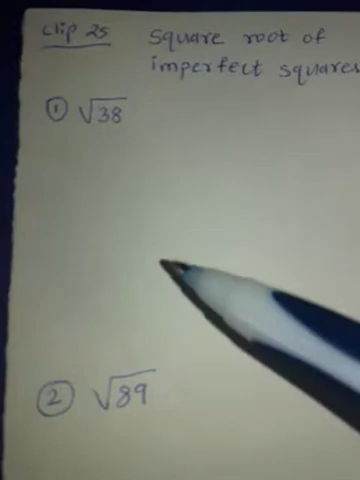 Clip 25 Square root of
imperfect squares
① √38
② √89